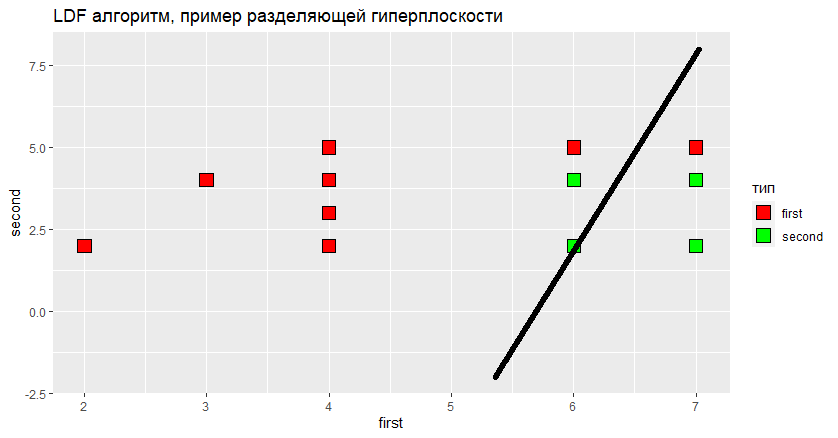 LDF алгоритм, пример разделяющей гиперплоскости
7.5
5.0
2.5
0.0
-2.5
second
2 3 4 5 6 7
first
тип
first
second